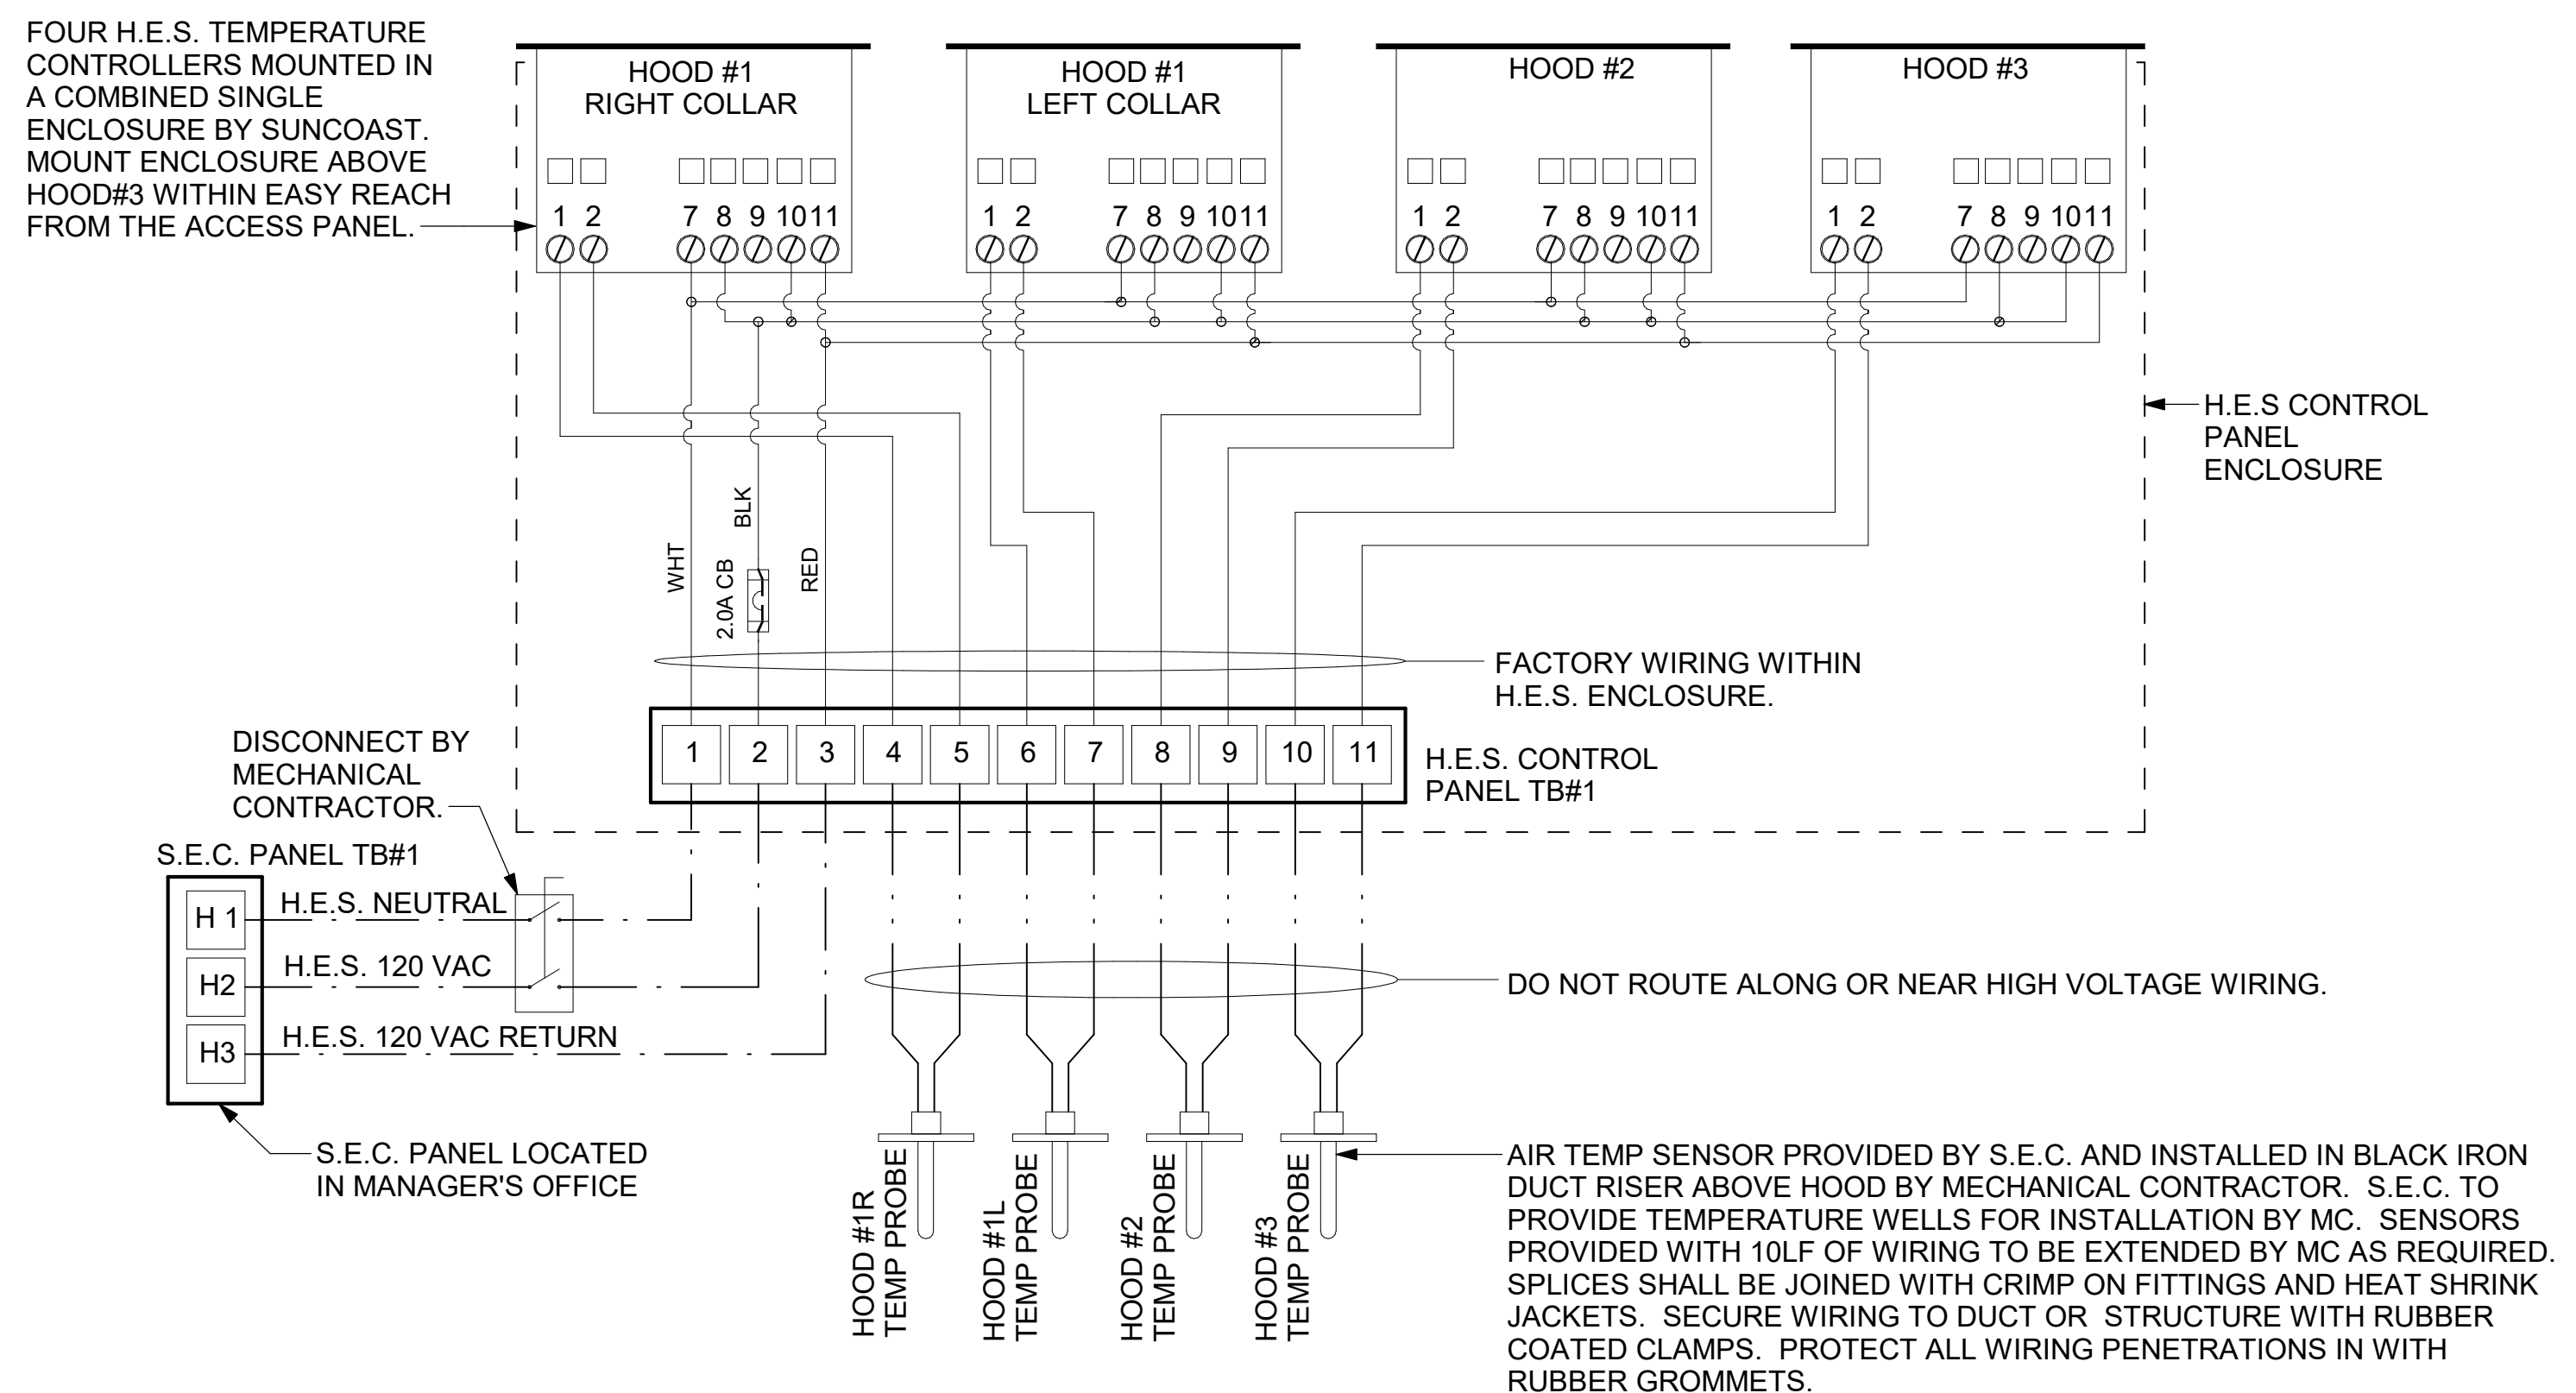 FOUR H.E.S. TEMPERATURE
CONTROLLERS MOUNTED IN
A COMBINED SINGLE
ENCLOSURE BY SUNCOAST.
MOUNT ENCLOSURE ABOVE
HOOD#3 WITHIN EASY REACH
FROM THE ACCESS PANEL.
HOOD #1
RIGHT COLLAR
1 2 7 8 9 10 11
HOOD #1
LEFT COLLAR
1 2 7 8 9 10 11
HOOD #2
1 2 7 8 9 10 11
HOOD #3
1 2 7 8 9 10 11
H.E.S CONTROL
PANEL
ENCLOSURE
WHT
BLK
2.0A CB
RED
FACTORY WIRING WITHIN
H.E.S. ENCLOSURE.
1 2 3 4 5 6 7 8 9 10 11
H.E.S. CONTROL
PANEL TB#1
DISCONNECT BY
MECHANICAL
CONTRACTOR.
S.E.C. PANEL TB#1
H 1
H.E.S. NEUTRAL
H2
H.E.S. 120 VAC
H3
H.E.S. 120 VAC RETURN
S.E.C. PANEL LOCATED
IN MANAGER'S OFFICE
DO NOT ROUTE ALONG OR NEAR HIGH VOLTAGE WIRING.
HOOD #1R
TEMP PROBE
HOOD #1L
TEMP PROBE
HOOD #2
TEMP PROBE
HOOD #3
TEMP PROBE
AIR TEMP SENSOR PROVIDED BY S.E.C. AND INSTALLED IN BLACK IRON
DUCT RISER ABOVE HOOD BY MECHANICAL CONTRACTOR. S.E.C. TO
PROVIDE TEMPERATURE WELLS FOR INSTALLATION BY MC. SENSORS
PROVIDED WITH 10LF OF WIRING TO BE EXTENDED BY MC AS REQUIRED.
SPLICES SHALL BE JOINED WITH CRIMP ON FITTINGS AND HEAT SHRINK
JACKETS. SECURE WIRING TO DUCT OR STRUCTURE WITH RUBBER
COATED CLAMPS. PROTECT ALL WIRING PENETRATIONS IN WITH
RUBBER GROMMETS.